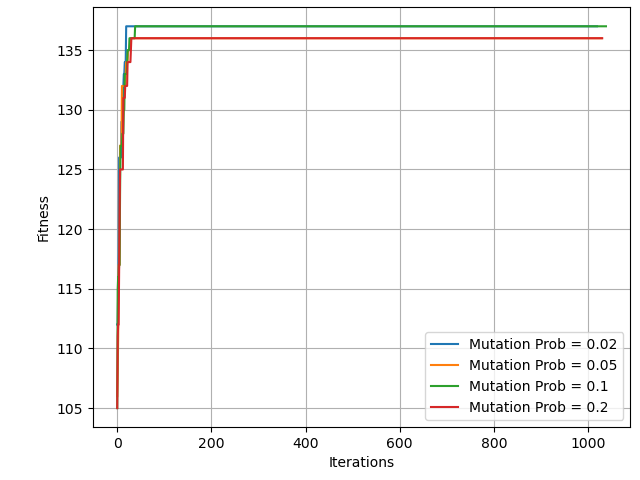 135
130
125
120
115
110
105
Fitness
0
200
400
600
800
1000
Iterations
Mutation Prob = 0.02
Mutation Prob = 0.05
Mutation Prob = 0.1
Mutation Prob = 0.2